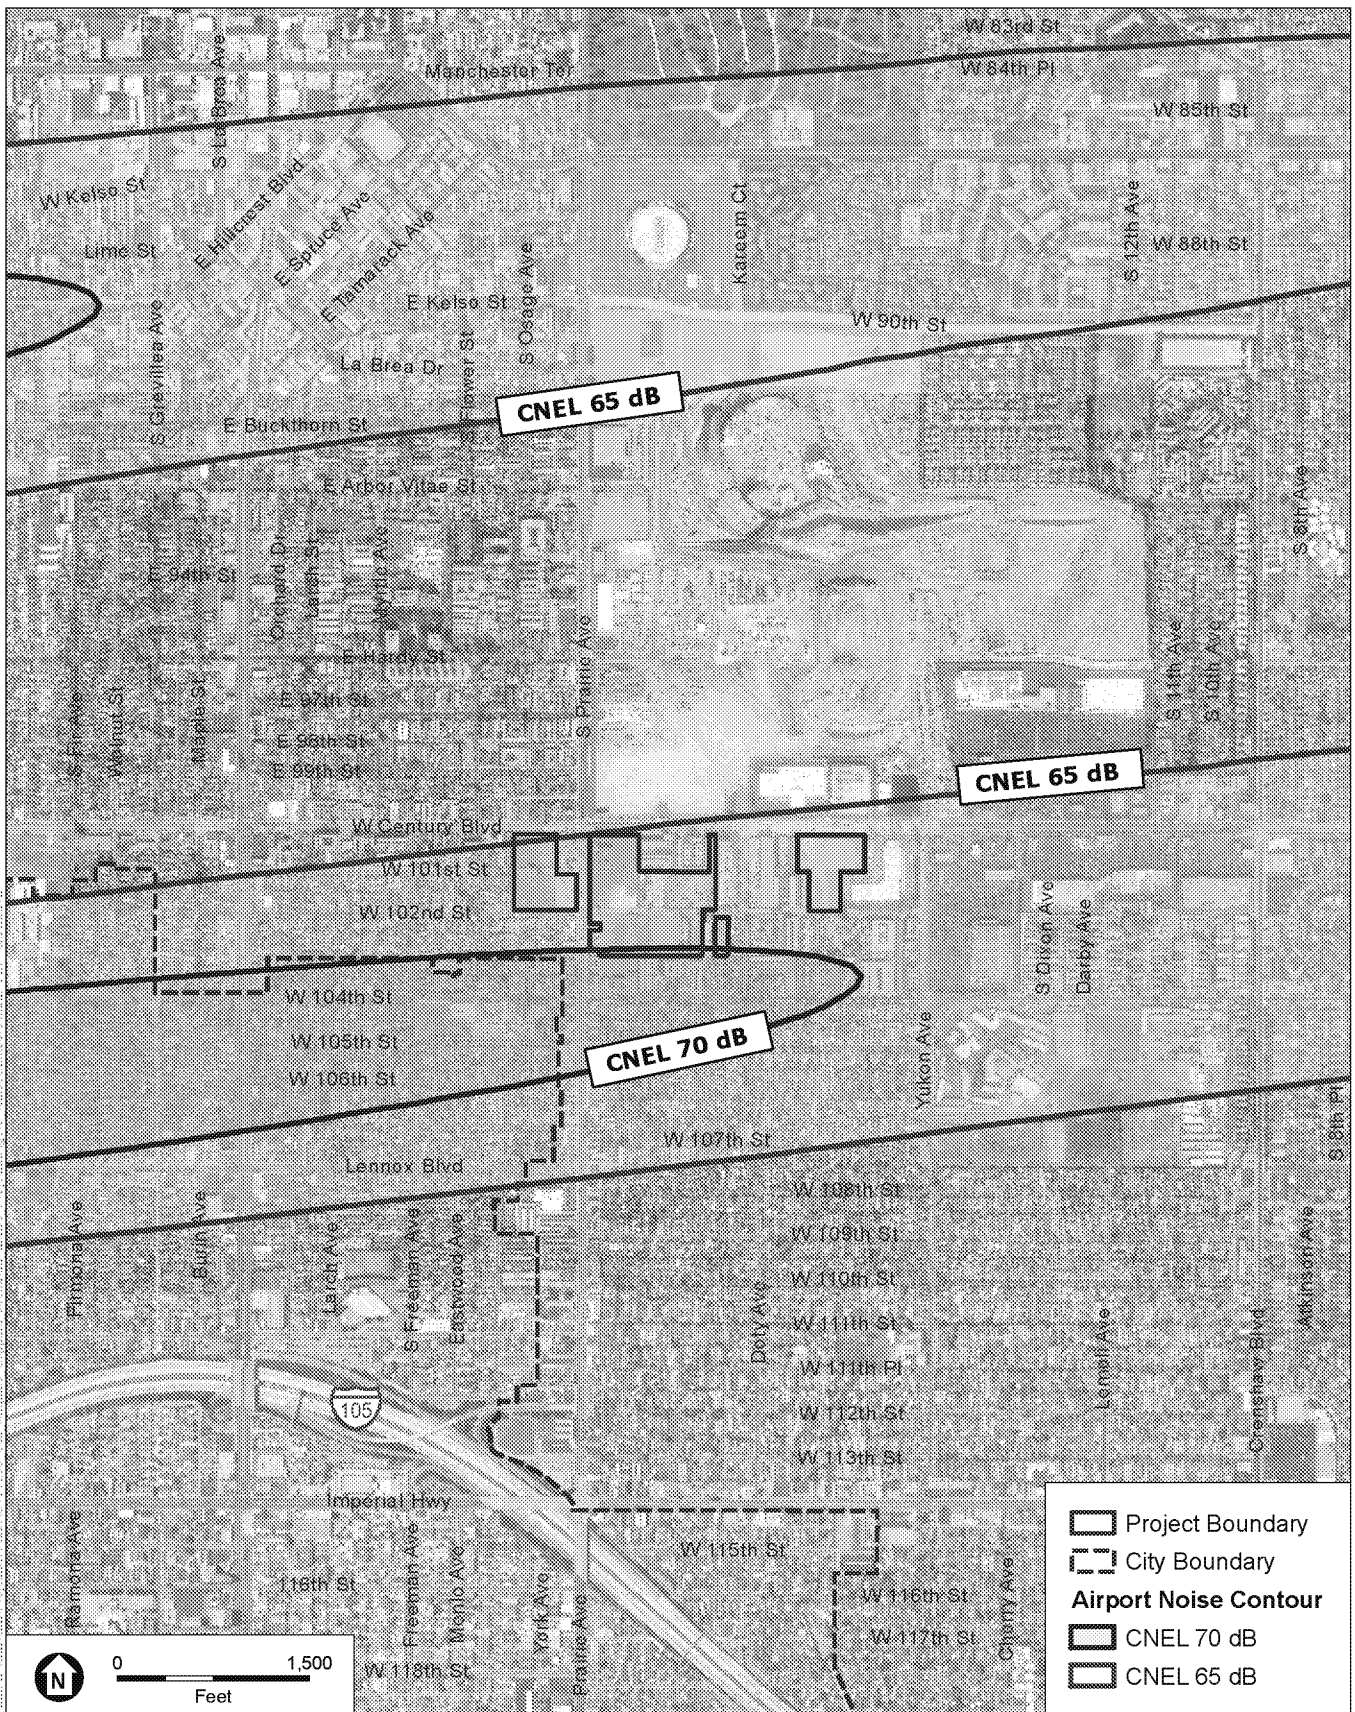 W 83rd St
Manchester Ter
W 84th Pl
S La Brea Ave
W 85th St
W Kelso St
E Hillcrest Blvd
E Spruce Ave
E Tamarack Ave
Kareem Ct
S 12th Ave
Lime St
W 88th St
S Osage Ave
E Kelso St
W 90th St
S Grevillea Ave
La Brea Dr
Flower St
CNEL 65 dB
E Buckthorn St
E Arbor Vitae St
S 8th Ave
E 94th St
Orchard Dr
Larch St
Myrtle Ave
E Hardy St
S Prairie Ave
S 11th Ave
S 10th Ave
S Fir Ave
Walnut St
Maple St
E 97th St
E 98th St
E 99th St
CNEL 65 dB
W Century Blvd
W 101st St
W 102nd St
S Dixon Ave
Darby Ave
W 104th St
W 105th St
CNEL 70 dB
W 106th St
Yukon Ave
W 107th St
S 8th Pl
Lennox Blvd
W 108th St
Firmona Ave
Burin Ave
Larch Ave
S Freeman Ave
Eastwood Ave
W 109th St
W 110th St
Doty Ave
W 111th St
Atkinson Ave
W 111th Pl
Lemoli Ave
Crenshaw Blvd
105
W 112th St
W 113th St
Imperial Hwy
Ramona Ave
W 115th St
116th St
Freeman Ave
Menlo Ave
York Ave
Prairie Ave
W 116th St
W 117th St
Cherry Ave
W 118th St
Project Boundary
City Boundary
Airport Noise Contour
CNEL 70 dB
CNEL 65 dB
N
0 1,500
Feet